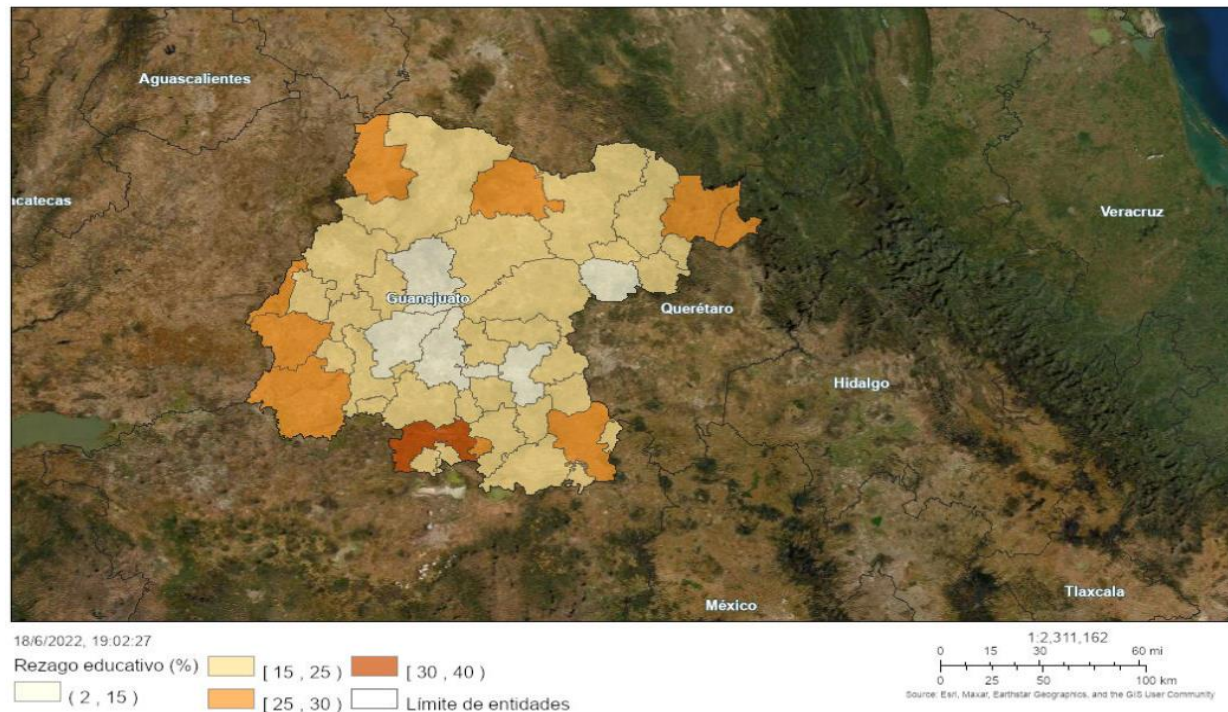 Aguascalientes
catecas
Veracruz
Guanajuato
Querétaro
Hidalgo
México
Tlaxcala
18/6/2022, 19:02:27
Rezago educativo (%)
( 2 , 15 )
[ 15 , 25 )
[ 25 , 30 )
[ 30 , 40 )
Límite de entidades
1:2,311,162
0 15 30 60 mi
0 25 50 100 km
Source: Esri, Maxar, Earthstar Geographics, and the GIS User Community